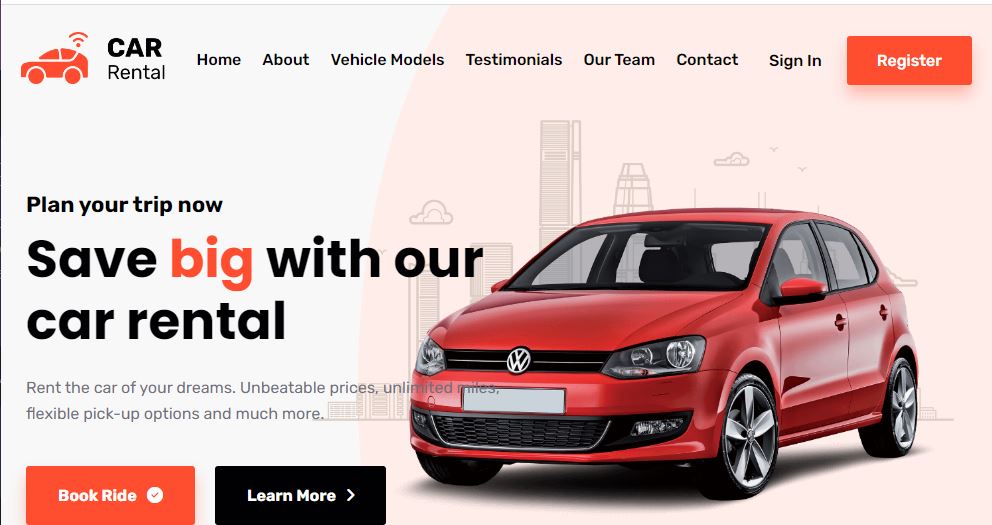 CAR
Rental
Home About Vehicle Models Testimonials Our Team Contact Sign In Register
Plan your trip now
Save big with our
car rental
Rent the car of your dreams. Unbeatable prices, unlimited miles,
flexible pick-up options and much more.
Book Ride Learn More